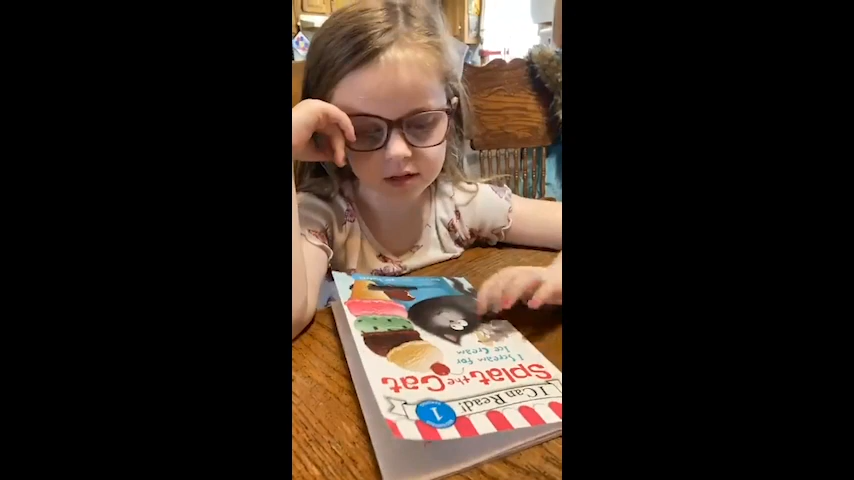 I Can Read!
1
Splat the Cat
I Scream for
Ice Cream